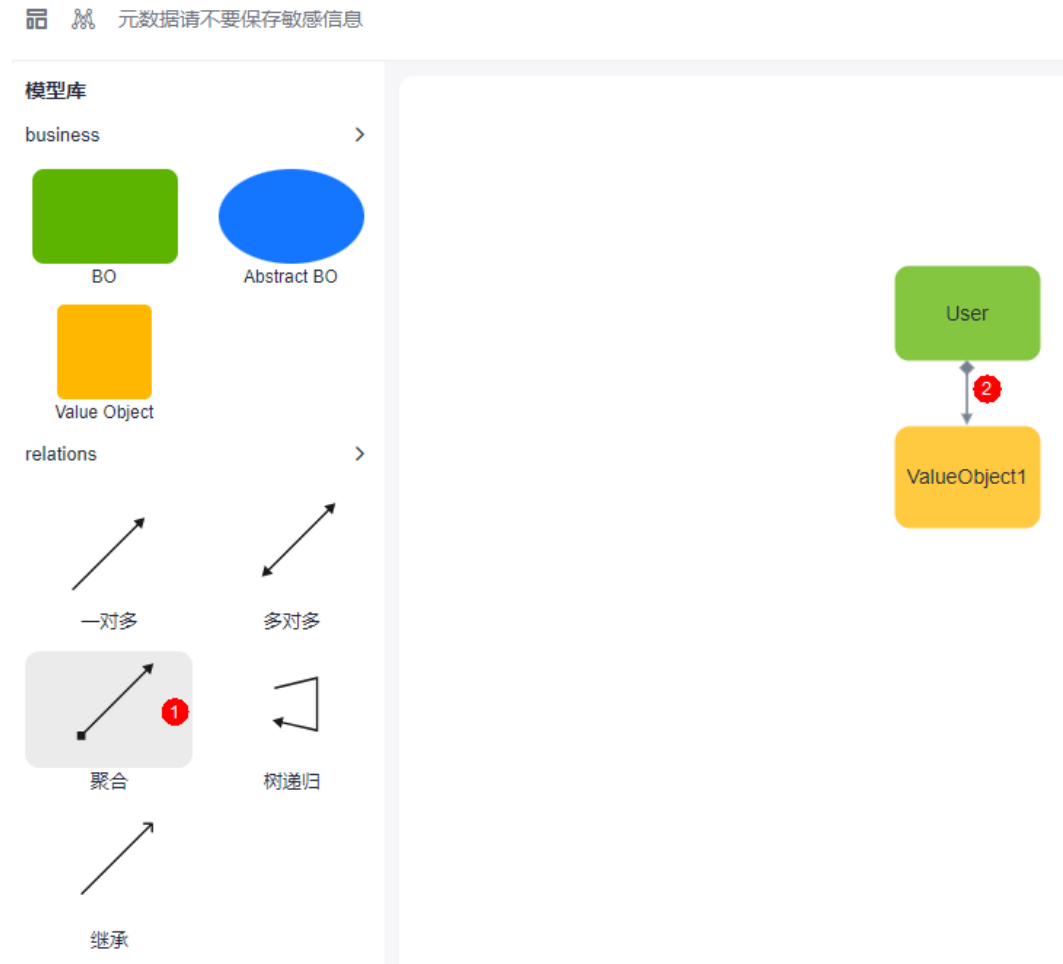 元数据请不要保存敏感信息
模型库
business
BO
Abstract BO
Value Object
relations
一对多
多对多
1
聚合
树递归
继承
User
2
ValueObject1